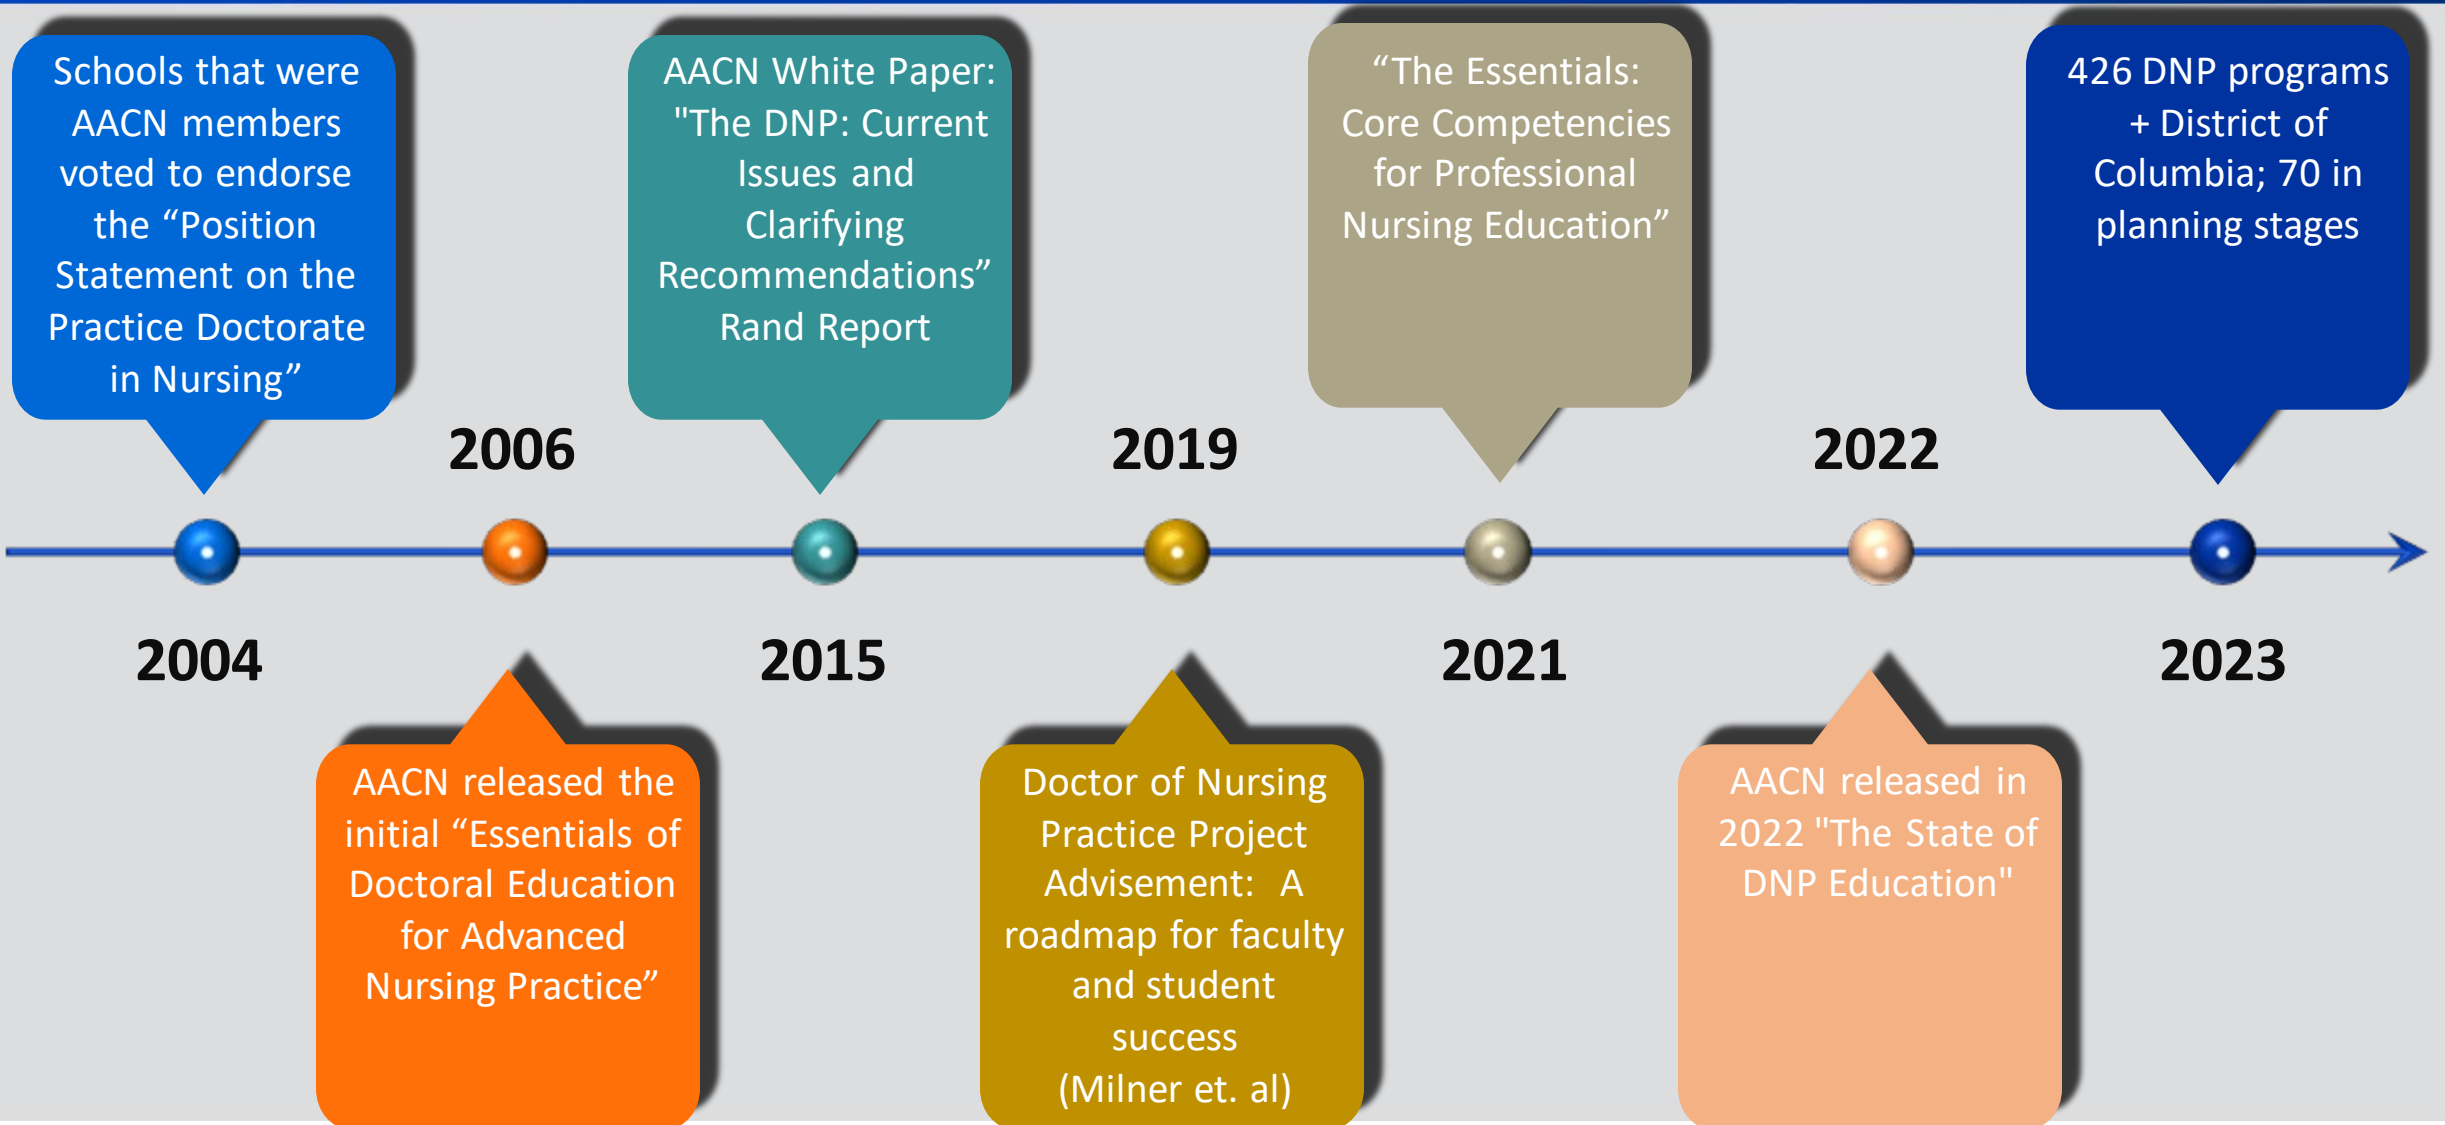 Schools that were
AACN members
voted to endorse
the “Position
Statement on the
Practice Doctorate
in Nursing”
2004
2006
AACN released the
initial “Essentials of
Doctoral Education
for Advanced
Nursing Practice”
AACN White Paper:
"The DNP: Current
Issues and
Clarifying
Recommendations”
Rand Report
2015
2019
Doctor of Nursing
Practice Project
Advisement: A
roadmap for faculty
and student
success
(Milner et. al)
“The Essentials:
Core Competencies
for Professional
Nursing Education”
2021
2022
AACN released in
2022 "The State of
DNP Education"
426 DNP programs
+ District of
Columbia; 70 in
planning stages
2023